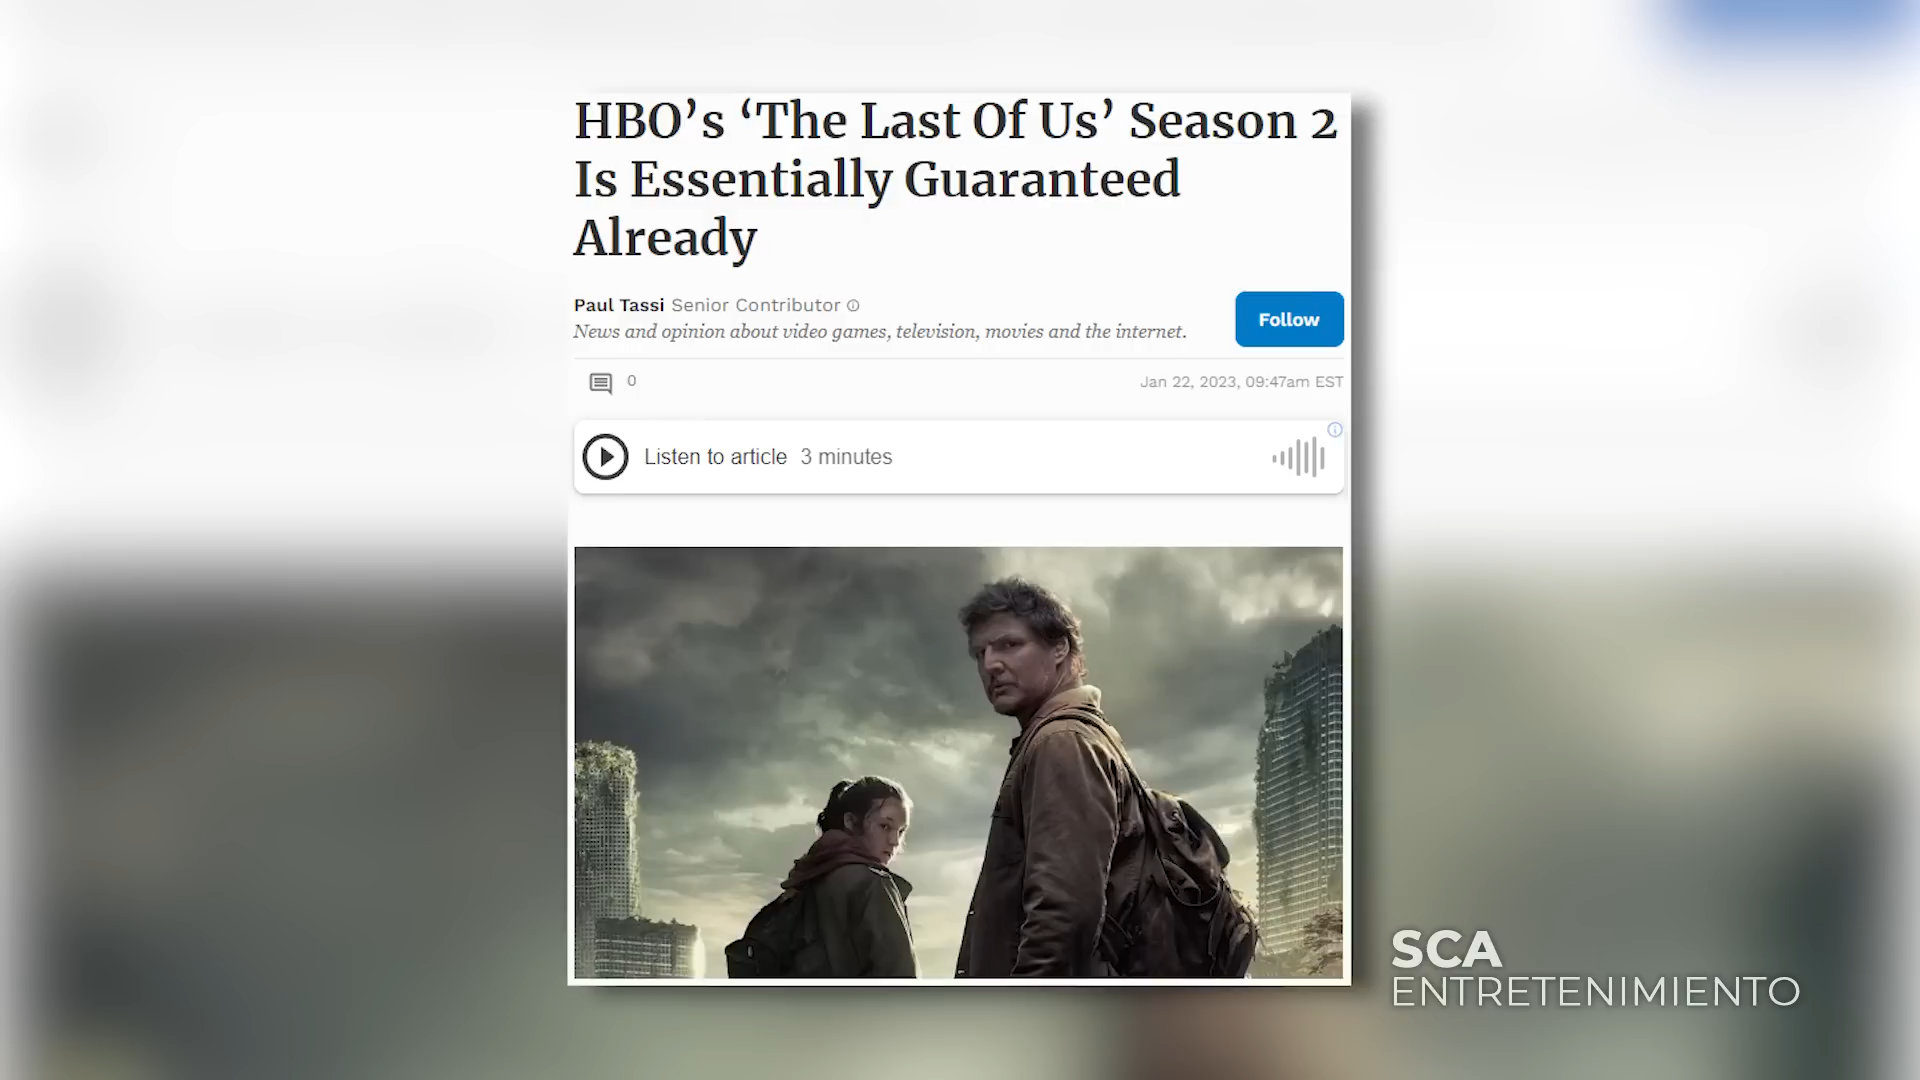 HBO’s ‘The Last Of Us’ Season 2
Is Essentially Guaranteed
Already
Paul Tassi Senior Contributor
News and opinion about video games, television, movies and the internet.
Follow
0
Jan 22, 2023, 09:47am EST
Listen to article 3 minutes
SCA
ENTRETENIMIENTO